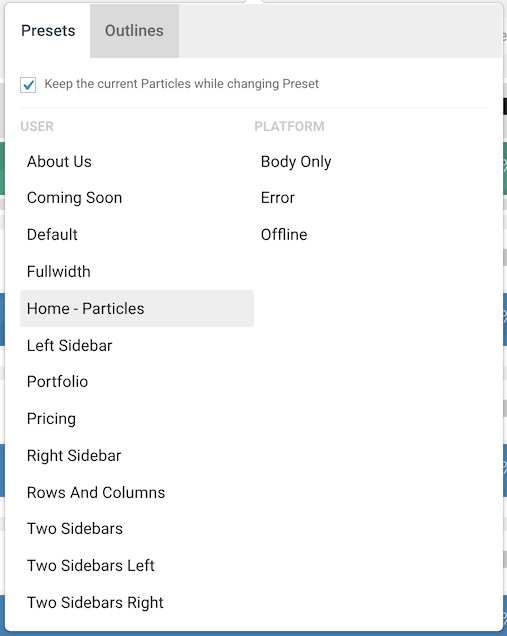 Presets
Outlines
Keep the current Particles while changing Preset
USER
About Us
Coming Soon
Default
Fullwidth
Home - Particles
Left Sidebar
Portfolio
Pricing
Right Sidebar
Rows And Columns
Two Sidebars
Two Sidebars Left
Two Sidebars Right
PLATFORM
Body Only
Error
Offline